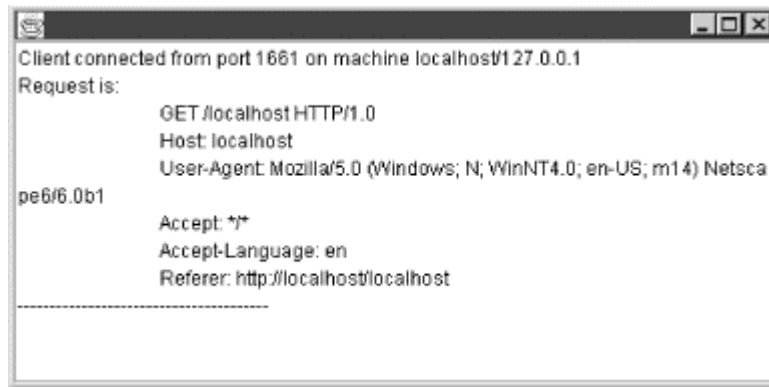 Client connected from port 1661 on machine localhost/127.0.0.1
Request is:
GET /localhost HTTP/1.0
Host: localhost
User-Agent: Mozilla/5.0 (Windows; N; WinNT4.0; en-US; m14) Netsca
pe6/6.0b1
Accept: */*
Accept-Language: en
Referer: http://localhost/localhost
----------------------------------------